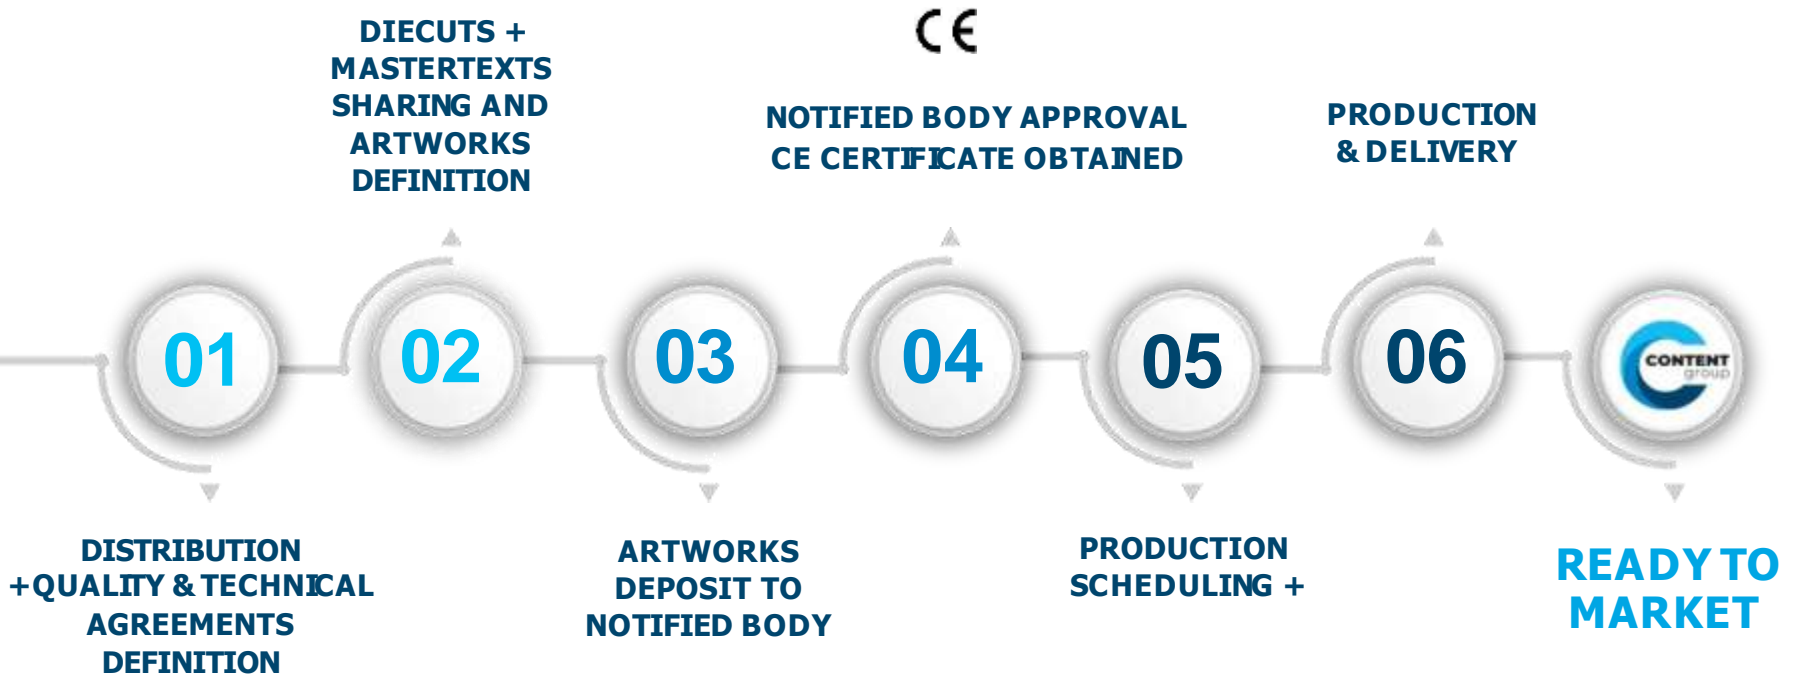 01
DISTRIBUTION
+QUALITY & TECHNICAL
AGREEMENTS
DEFINITION
02
DIECUTS +
MASTERTEXTS
SHARING AND
ARTWORKS
DEFINITION
03
ARTWORKS
DEPOSIT TO
NOTIFIED BODY
04
CE
NOTIFIED BODY APPROVAL
CE CERTIFICATE OBTAINED
05
PRODUCTION
SCHEDULING +
06
PRODUCTION
& DELIVERY
CONTENT
group
READY TO
MARKET